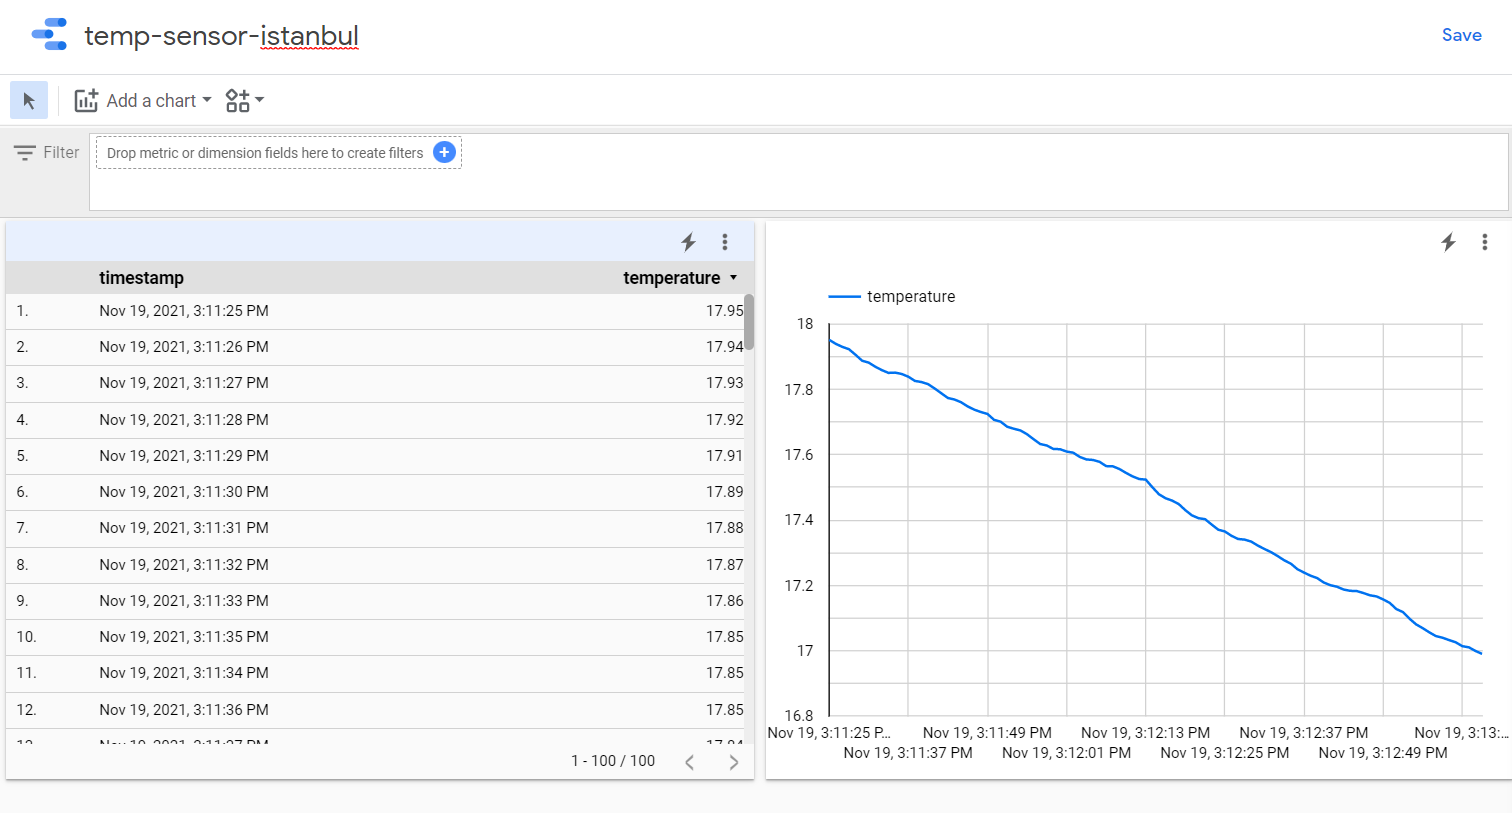 temp-sensor-istanbul
Save
Add a chart
Filter
Drop metric or dimension fields here to create filters
timestamp temperature
1. Nov 19, 2021, 3:11:25 PM 17.95
2. Nov 19, 2021, 3:11:26 PM 17.94
3. Nov 19, 2021, 3:11:27 PM 17.93
4. Nov 19, 2021, 3:11:28 PM 17.92
5. Nov 19, 2021, 3:11:29 PM 17.91
6. Nov 19, 2021, 3:11:30 PM 17.89
7. Nov 19, 2021, 3:11:31 PM 17.88
8. Nov 19, 2021, 3:11:32 PM 17.87
9. Nov 19, 2021, 3:11:33 PM 17.86
10. Nov 19, 2021, 3:11:35 PM 17.85
11. Nov 19, 2021, 3:11:34 PM 17.85
12. Nov 19, 2021, 3:11:36 PM 17.85
1 - 100 / 100
temperature
18
17.8
17.6
17.4
17.2
17
16.8
Nov 19, 3:11:25 P... Nov 19, 3:11:49 PM Nov 19, 3:12:13 PM Nov 19, 3:12:37 PM Nov 19, 3:13:...
Nov 19, 3:11:37 PM Nov 19, 3:12:01 PM Nov 19, 3:12:25 PM Nov 19, 3:12:49 PM